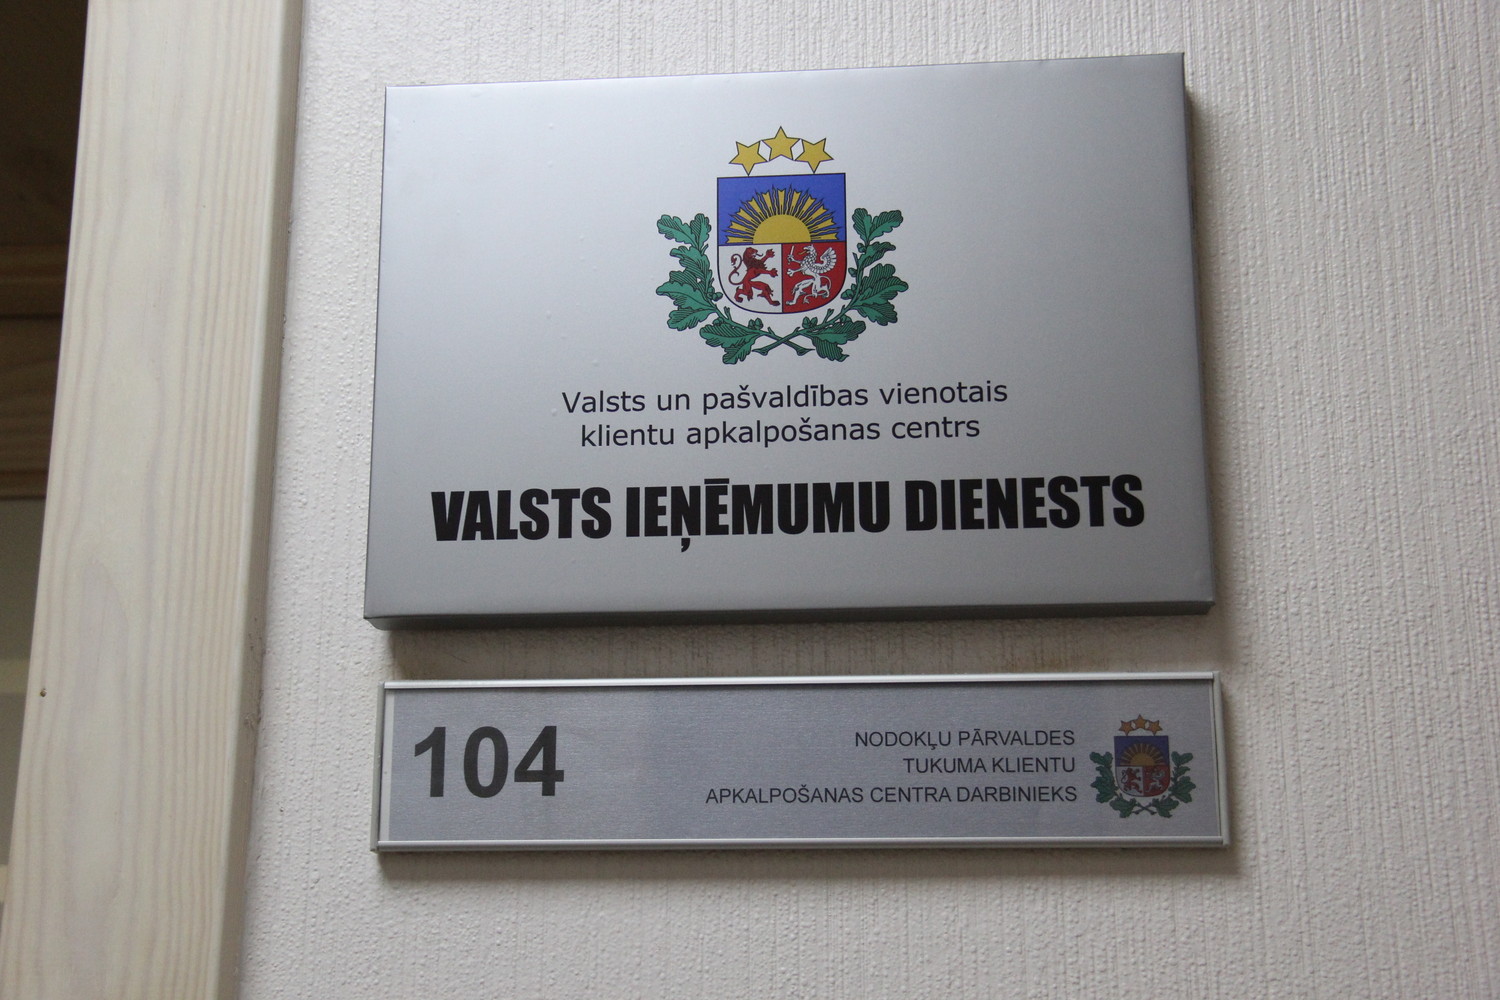 Valsts un pašvaldības vienotais
klientu apkalpošanas centrs
VALSTS IEŅĒMUMU DIENESTS
104
NODOKĻU PĀRVALDES
TUKUMA KLIENTU
APKALPOŠANAS CENTRA DARBINIEKS